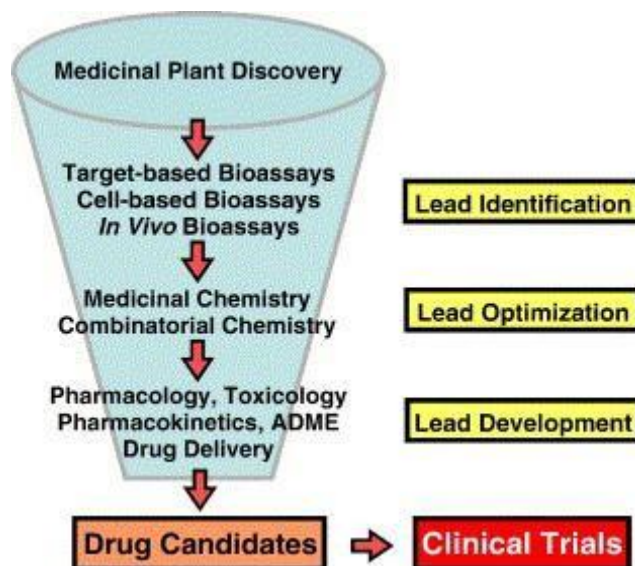 Medicinal Plant Discovery
Target-based Bioassays
Cell-based Bioassays
In Vivo Bioassays
Lead Identification
Medicinal Chemistry
Combinatorial Chemistry
Lead Optimization
Pharmacology, Toxicology
Pharmacokinetics, ADME
Drug Delivery
Lead Development
Drug Candidates
Clinical Trials